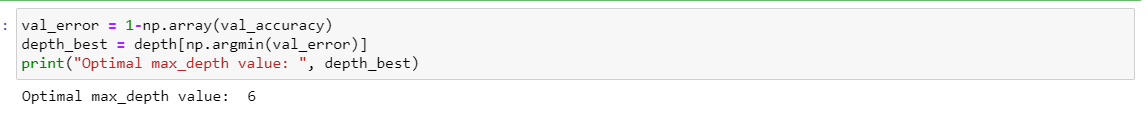 : val_error = 1-np.array(val_accuracy)
depth_best = depth[np.argmin(val_error)]
print("Optimal max_depth value: ", depth_best)
Optimal max_depth value:  6